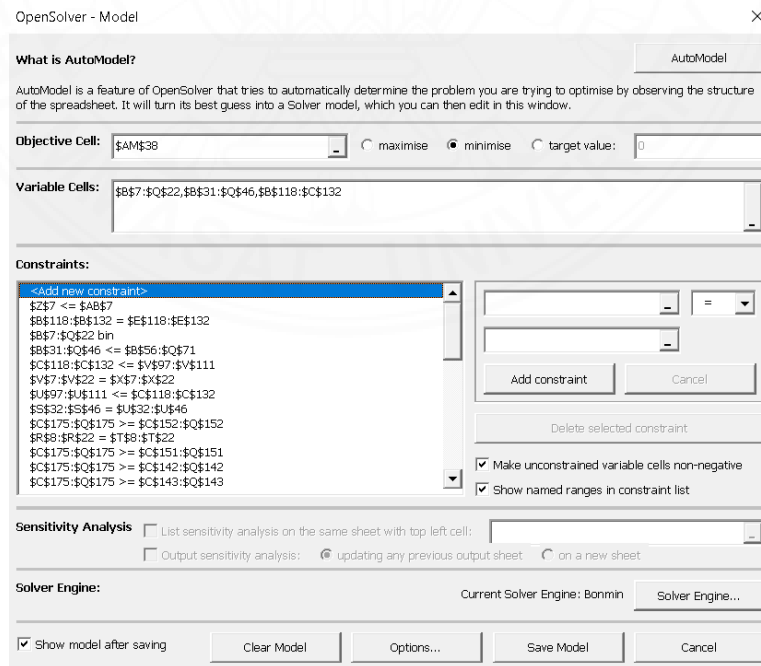 OpenSolver - Model
What is AutoModel?
AutoModel
AutoModel is a feature of OpenSolver that tries to automatically determine the problem you are trying to optimise by observing the structure
of the spreadsheet. It will turn its best guess into a Solver model, which you can then edit in this window.
Objective Cell: $AM$38 _ maximise minimise target value: 0
Variable Cells: $B$7:$Q$22,$B$31:$Q$46,$B$118:$C$132
Constraints:
<Add new constraint>
$Z$7 <= $AB$7
$B$118:$B$132 = $E$118:$E$132
$B$7:$Q$22 bin
$B$31:$Q$46 <= $B$56:$Q$71
$C$118:$C$132 <= $V$97:$V$111
$V$7:$V$22 = $X$7:$X$22
$U$97:$U$111 <= $C$118:$C$132
$S$32:$S$46 = $U$32:$U$46
$C$175:$Q$175 >= $C$152:$Q$152
$R$8:$R$22 = $T$8:$T$22
$C$175:$Q$175 >= $C$151:$Q$151
$C$175:$Q$175 >= $C$142:$Q$142
$C$175:$Q$175 >= $C$143:$Q$143
=
Add constraint
Cancel
Delete selected constraint
Make unconstrained variable cells non-negative
Show named ranges in constraint list
Sensitivity Analysis
List sensitivity analysis on the same sheet with top left cell:
Output sensitivity analysis: updating any previous output sheet on a new sheet
Solver Engine:
Current Solver Engine: Bonmin
Solver Engine...
Show model after saving
Clear Model
Options...
Save Model
Cancel